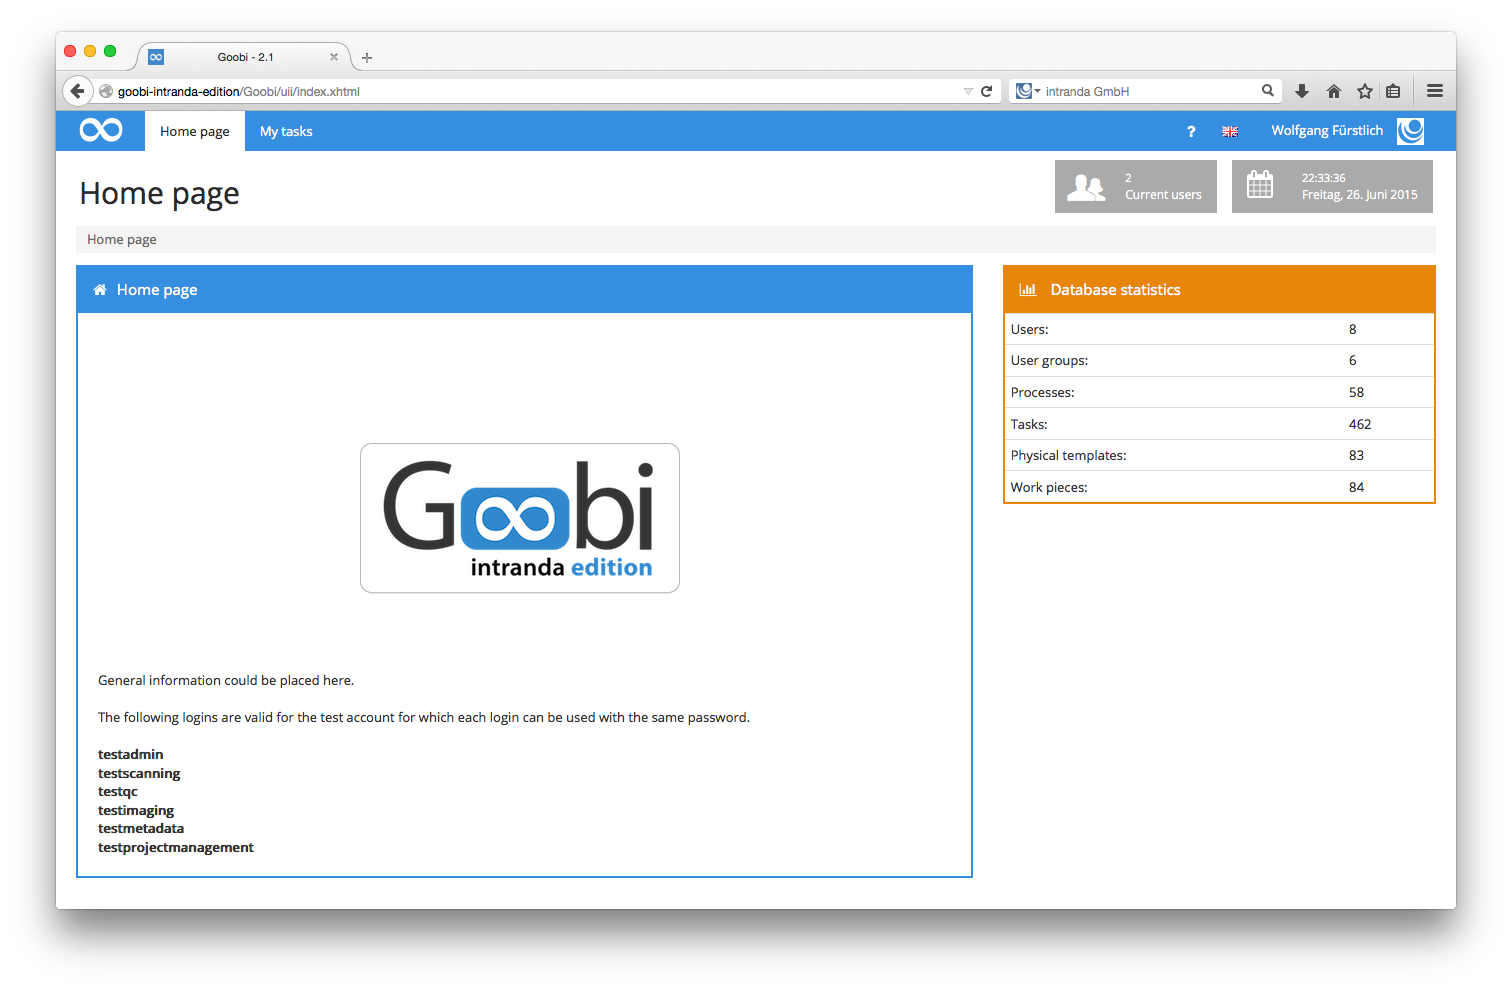 Goobi - 2.1
goobi-intranda-edition/Goobi/uii/index.xhtml
intranda GmbH
Home page
My tasks
?
Wolfgang Fürstlich
Home page
2
Current users
22:33:36
Freitag, 26. Juni 2015
Home page
Home page
Goobi
intranda edition
General information could be placed here.
The following logins are valid for the test account for which each login can be used with the same password.
testadmin
testscanning
testqc
testimaging
testmetadata
testprojectmanagement
Database statistics
Users: 8
User groups: 6
Processes: 58
Tasks: 462
Physical templates: 83
Work pieces: 84